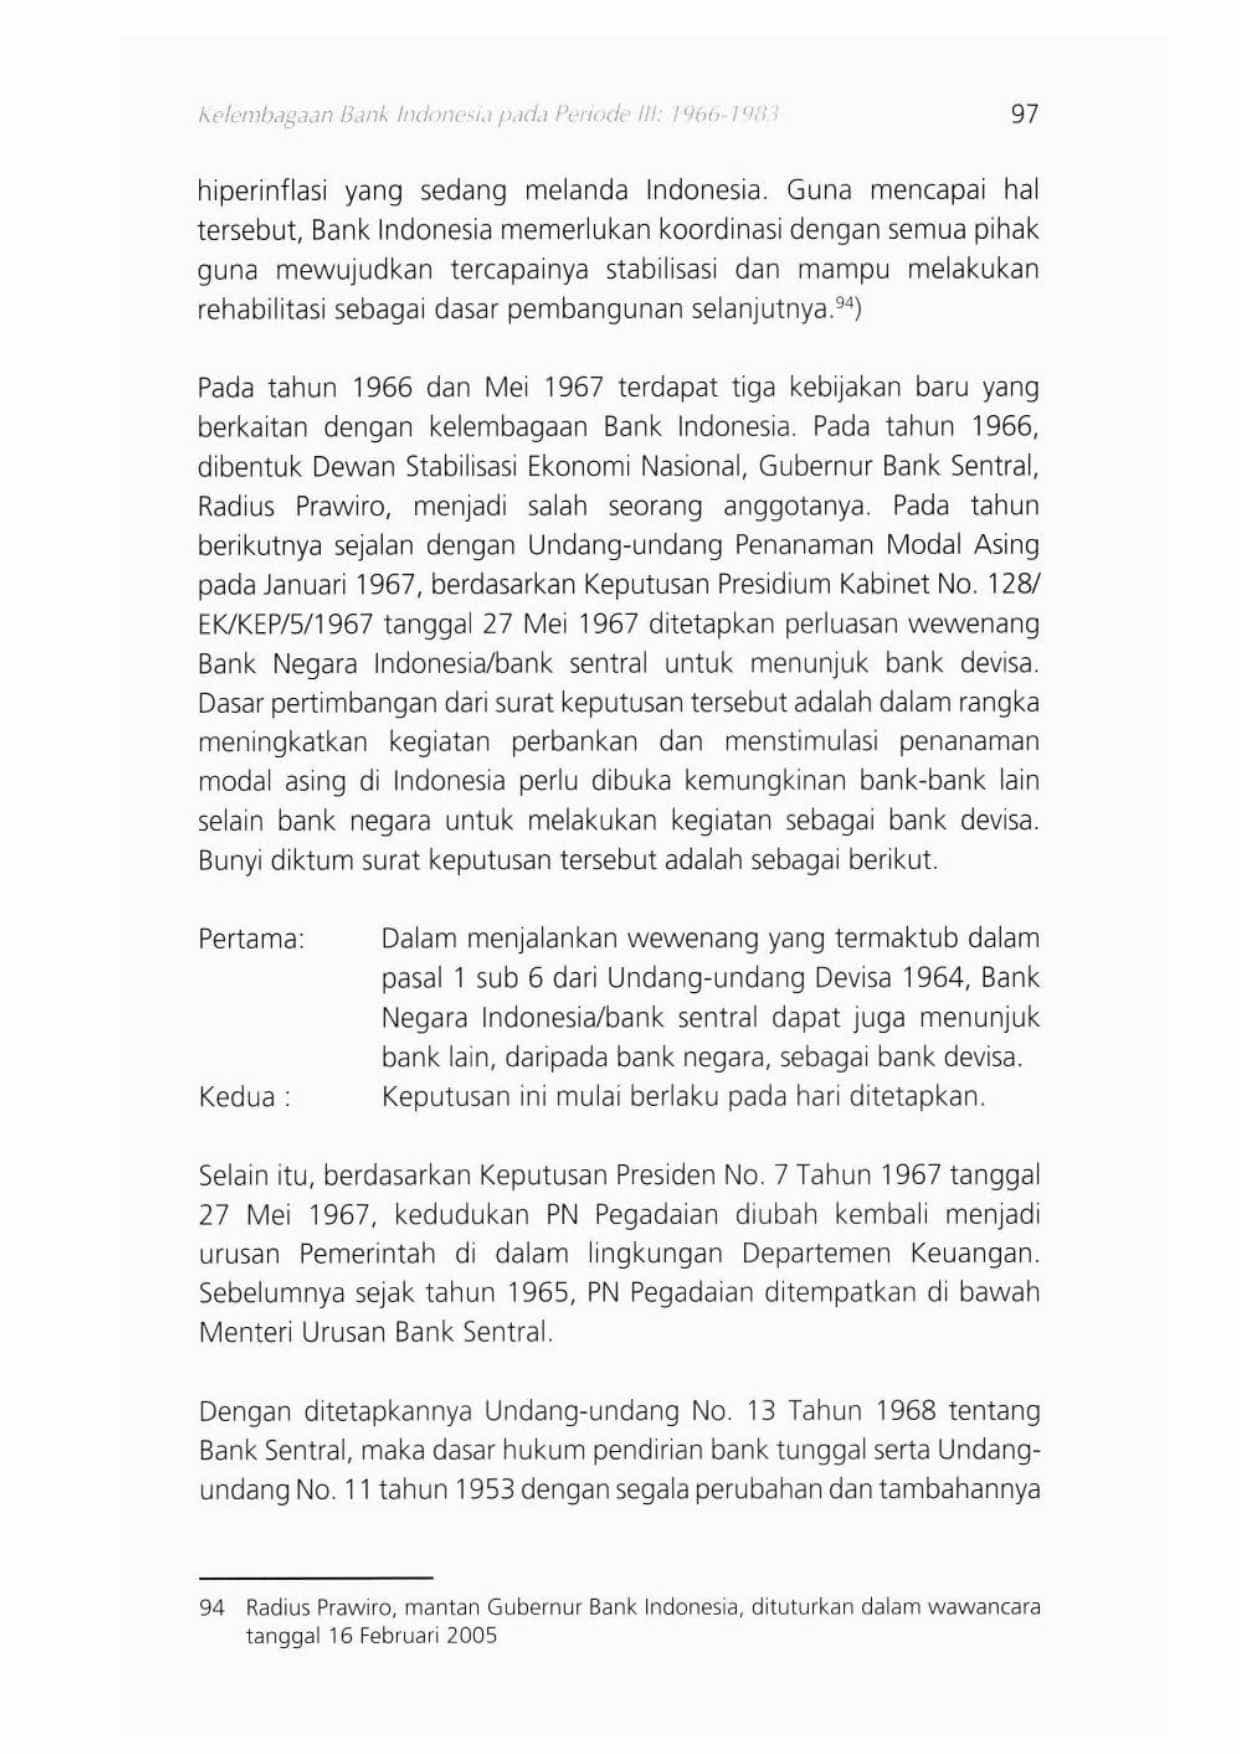 Kelembagaan Bank Indonesia pada Periode III: 1966-1983 97
hiperinflasi yang sedang melanda Indonesia. Guna mencapai hal
tersebut, Bank Indonesia memerlukan koordinasi dengan semua pihak
guna mewujudkan tercapainya stabilisasi dan mampu melakukan
rehabilitasi sebagai dasar pembangunan selanjutnya.⁹⁴)
Pada tahun 1966 dan Mei 1967 terdapat tiga kebijakan baru yang
berkaitan dengan kelembagaan Bank Indonesia. Pada tahun 1966,
dibentuk Dewan Stabilisasi Ekonomi Nasional, Gubernur Bank Sentral,
Radius Prawiro, menjadi salah seorang anggotanya. Pada tahun
berikutnya sejalan dengan Undang-undang Penanaman Modal Asing
pada Januari 1967, berdasarkan Keputusan Presidium Kabinet No. 128/
EK/KEP/5/1967 tanggal 27 Mei 1967 ditetapkan perluasan wewenang
Bank Negara Indonesia/bank sentral untuk menunjuk bank devisa.
Dasar pertimbangan dari surat keputusan tersebut adalah dalam rangka
meningkatkan kegiatan perbankan dan menstimulasi penanaman
modal asing di Indonesia perlu dibuka kemungkinan bank-bank lain
selain bank negara untuk melakukan kegiatan sebagai bank devisa.
Bunyi diktum surat keputusan tersebut adalah sebagai berikut.
Pertama: Dalam menjalankan wewenang yang termaktub dalam
pasal 1 sub 6 dari Undang-undang Devisa 1964, Bank
Negara Indonesia/bank sentral dapat juga menunjuk
bank lain, daripada bank negara, sebagai bank devisa.
Kedua : Keputusan ini mulai berlaku pada hari ditetapkan.
Selain itu, berdasarkan Keputusan Presiden No. 7 Tahun 1967 tanggal
27 Mei 1967, kedudukan PN Pegadaian diubah kembali menjadi
urusan Pemerintah di dalam lingkungan Departemen Keuangan.
Sebelumnya sejak tahun 1965, PN Pegadaian ditempatkan di bawah
Menteri Urusan Bank Sentral.
Dengan ditetapkannya Undang-undang No. 13 Tahun 1968 tentang
Bank Sentral, maka dasar hukum pendirian bank tunggal serta Undang-
undang No. 11 tahun 1953 dengan segala perubahan dan tambahannya
94 Radius Prawiro, mantan Gubernur Bank Indonesia, dituturkan dalam wawancara
tanggal 16 Februari 2005